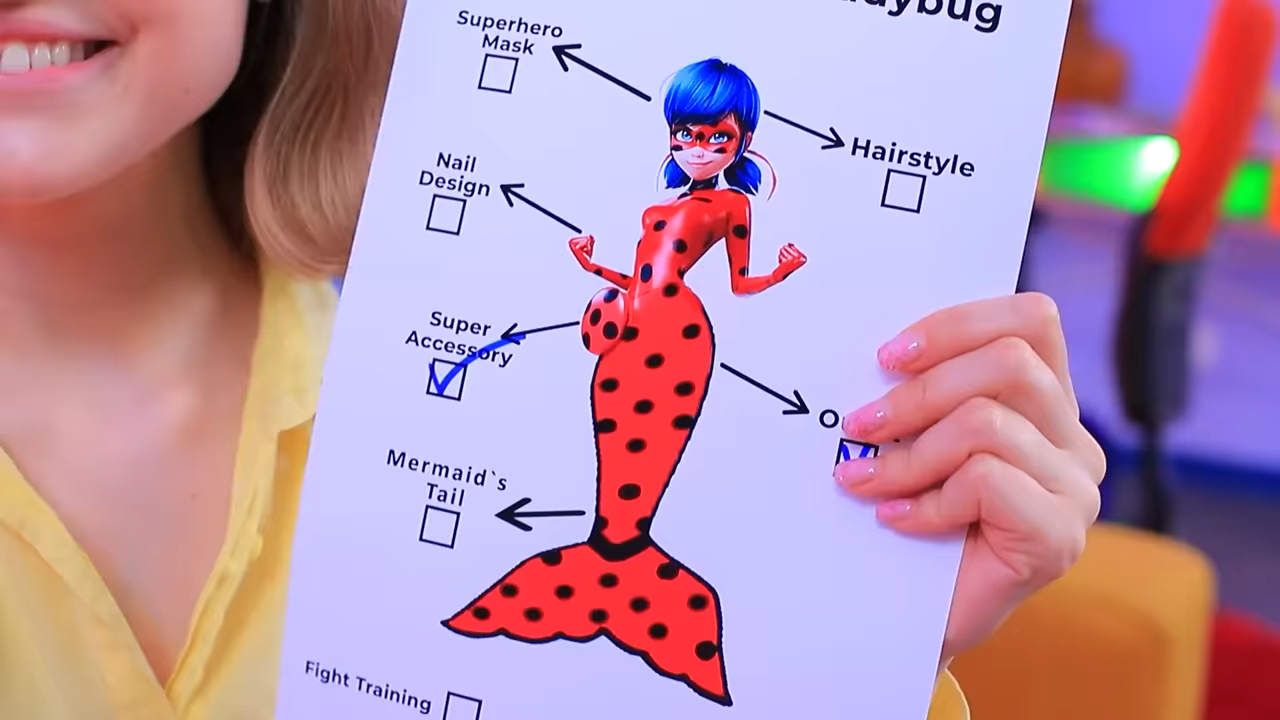 Superhero
Mask
Hairstyle
Nail
Design
Super
Accessory
Mermaid`s
Tail
Fight Training